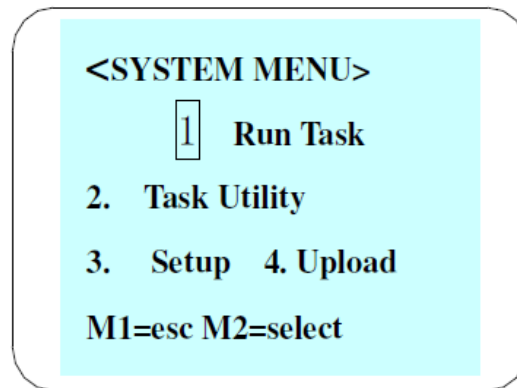 <SYSTEM MENU>
1 Run Task
2. Task Utility
3. Setup 4. Upload
M1=esc M2=select